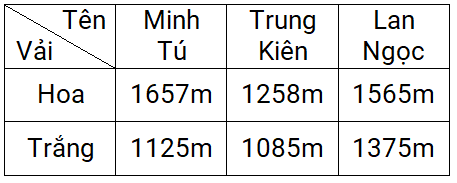 Tên Minh Trung Lan
Vải Tú Kiên Ngọc
Hoa 1657m 1258m 1565m
Trắng 1125m 1085m 1375m